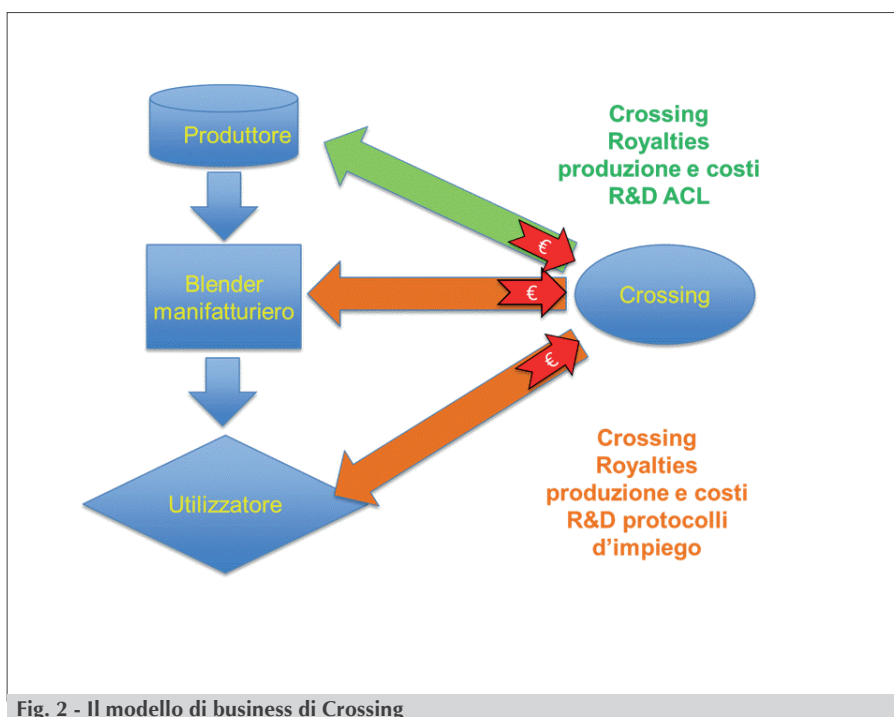 Produttore
Crossing
Royalties
produzione e costi
R&D ACL
€
Blender
manifatturiero
€
Crossing
€
Utilizzatore
Crossing
Royalties
produzione e costi
R&D protocolli
d'impiego
Fig. 2 - Il modello di business di Crossing